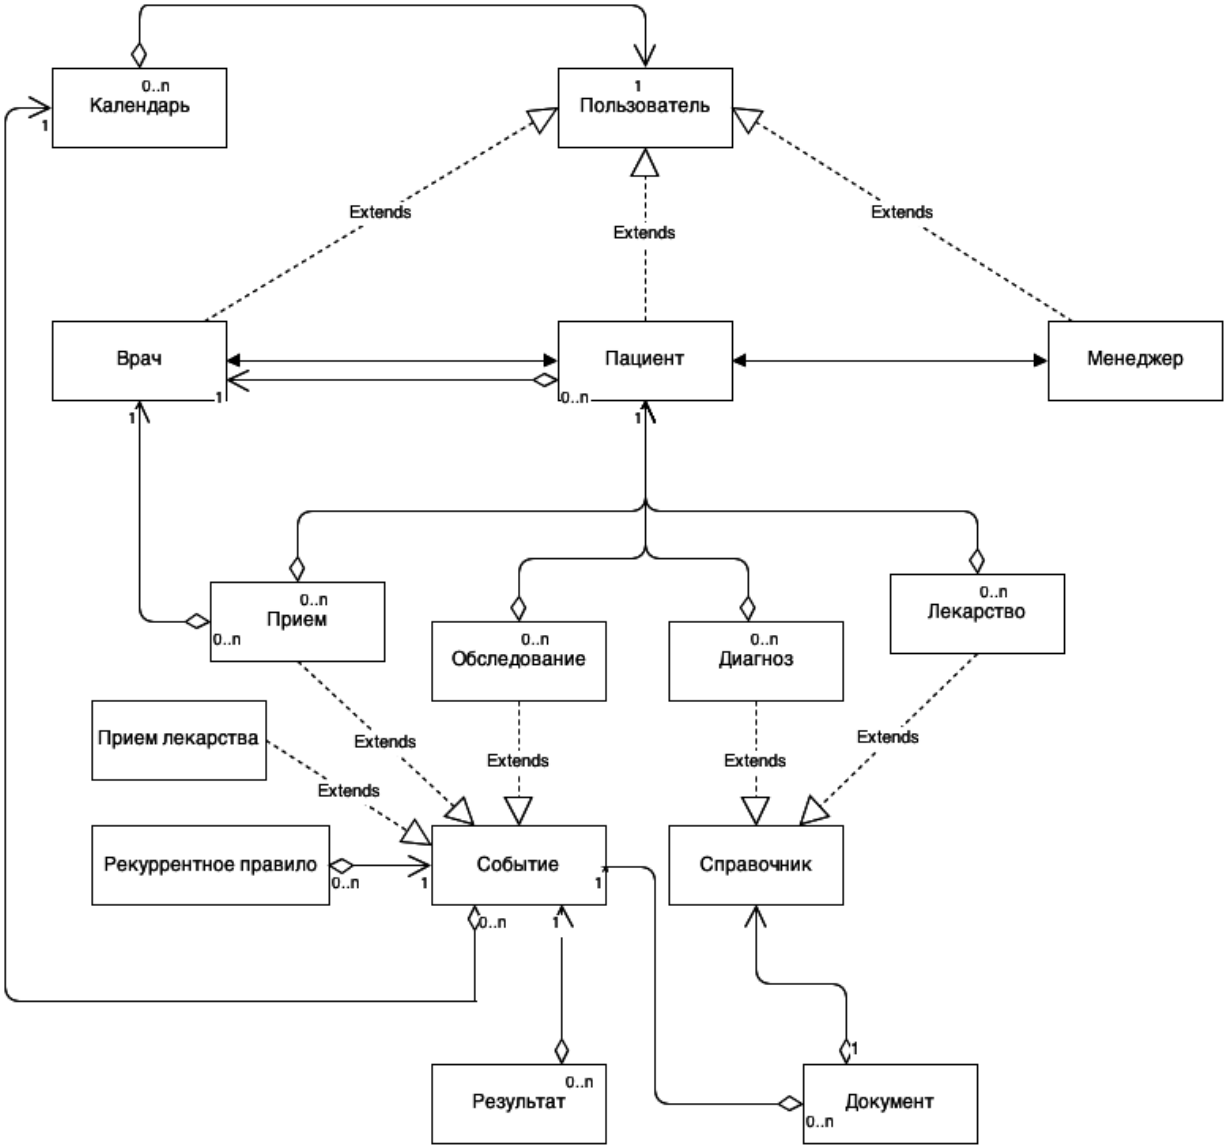 0..n
Календарь
1
1
Пользователь
Extends
Extends
Extends
Врач
1
Пациент
0..n
Менеджер
1
1
0..n
Прием
0..n
0..n
Обследование
0..n
Диагноз
0..n
Лекарство
Прием лекарства
Extends
Extends
Extends
Extends
Extends
Рекуррентное правило
0..n
1
Событие
1
0..n
1
Справочник
0..n
Результат
1
Документ
0..n